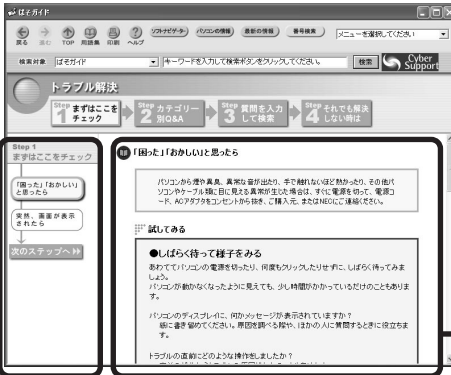 ぱそガイド
戻る
進む
TOP
用語集
印刷
ヘルプ
ソフトナビゲータ
パソコンの情報
最新の情報
番号検索
メニューを選択してください
検索対象
ぱそガイド
キーワードを入力して検索ボタンをクリックしてください。
検索
Cyber
Support
トラブル解決
Step 1 まずはここをチェック
Step 2 カテゴリー別Q&A
Step 3 質問を入力して検索
Step 4 それでも解決しない時は
Step 1
まずはここをチェック
「困った」「おかしい」
と思ったら
突然、画面が表示
されたら
次のステップへ
「困った」「おかしい」と思ったら
パソコンから煙や異臭、異常な音が出たり、手で触れないほど熱かったり、その他パ
ソコンやケーブル類に目に見える異常が生じた場合は、すぐに電源を切って、電源コ
ード、ACアダプタをコンセントから抜き、ご購入元、またはNECにご連絡ください。
試してみる
●しばらく待って様子をみる
あわててパソコンの電源を切ったり、何度もクリックしたりせずに、しばらく待ってみま
しょう。
パソコンが動かなくなったように見えても、少し時間がかかっているだけのこともありま
す。
パソコンのディスプレイに、何かメッセージが表示されていますか？
紙に書き留めてください。原因を調べる際や、ほかの人に質問するときに役立ちま
す。
トラブルの直前にどのような操作をしましたか？